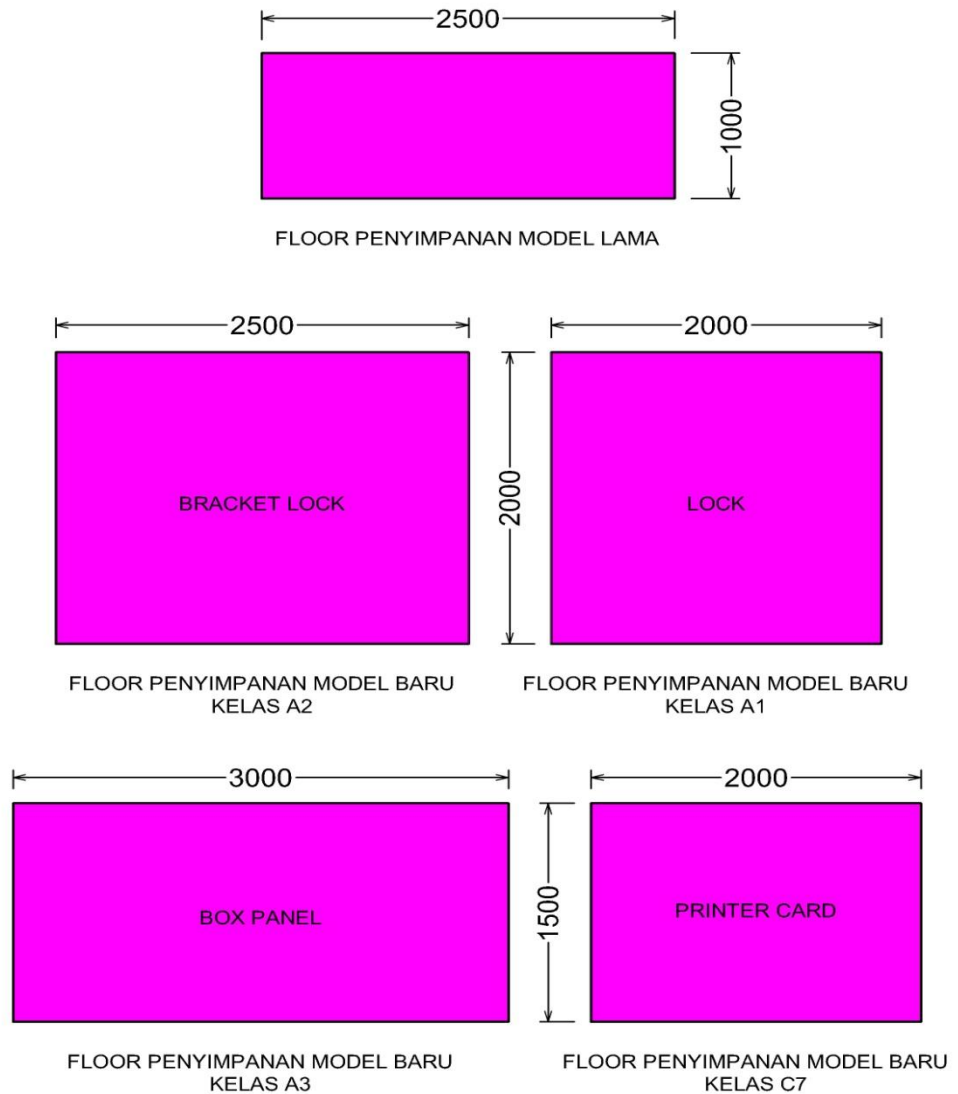 2500
1000
FLOOR PENYIMPANAN MODEL LAMA
2500
2000
BRACKET LOCK
2000
LOCK
FLOOR PENYIMPANAN MODEL BARU
KELAS A2
FLOOR PENYIMPANAN MODEL BARU
KELAS A1
3000
2000
BOX PANEL
1500
PRINTER CARD
FLOOR PENYIMPANAN MODEL BARU
KELAS A3
FLOOR PENYIMPANAN MODEL BARU
KELAS C7